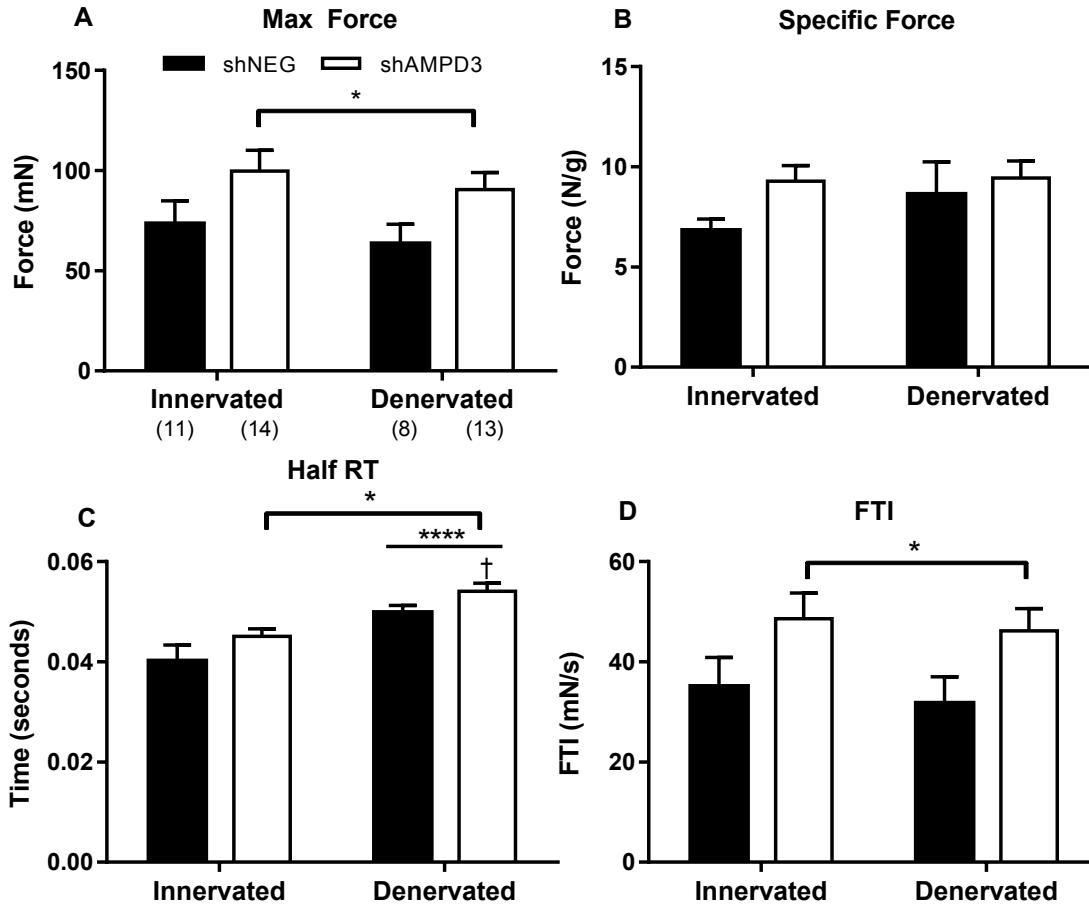 A
Max Force
shNEG shAMPD3
*
150
100
50
0
Force (mN)
Innervated Denervated
(11) (14) (8) (13)
B
Specific Force
15
10
5
0
Force (N/g)
Innervated Denervated
C
Half RT
*
****
†
0.06
0.04
0.02
0.00
Time (seconds)
Innervated Denervated
D
FTI
*
60
40
20
0
FTI (mN/s)
Innervated Denervated